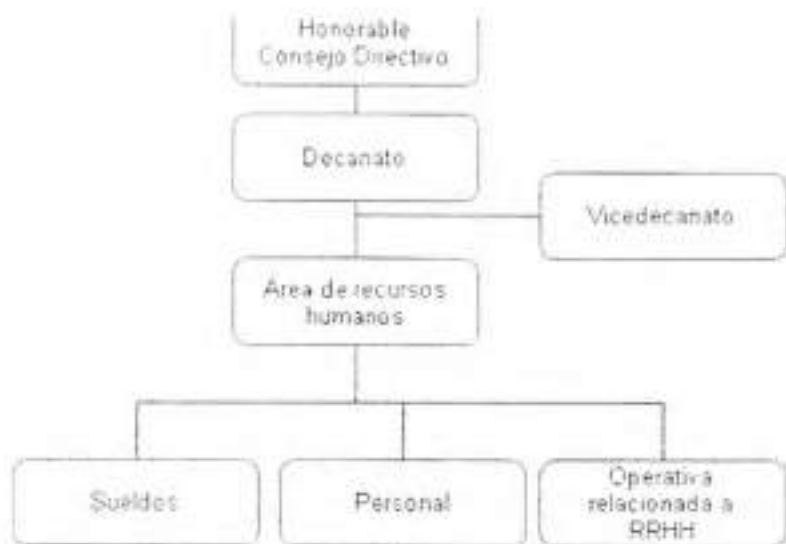 Honorable
Consejo Directivo
Decanato
Vicedecanato
Area de recursos
humanos
Sueldos
Personal
Operativa
relacionada a
RRHH